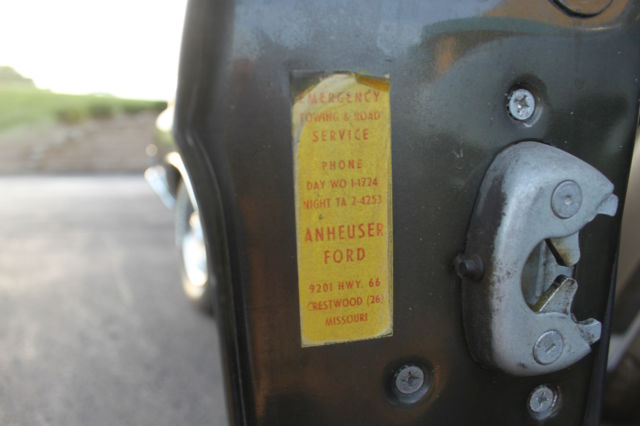 EMERGENCY
TOWING & ROAD
SERVICE
PHONE
DAY WO 1-1724
NIGHT TA 2-4253
ANHEUSER
FORD
9201 HWY. 66
CRESTWOOD (26)
MISSOURI